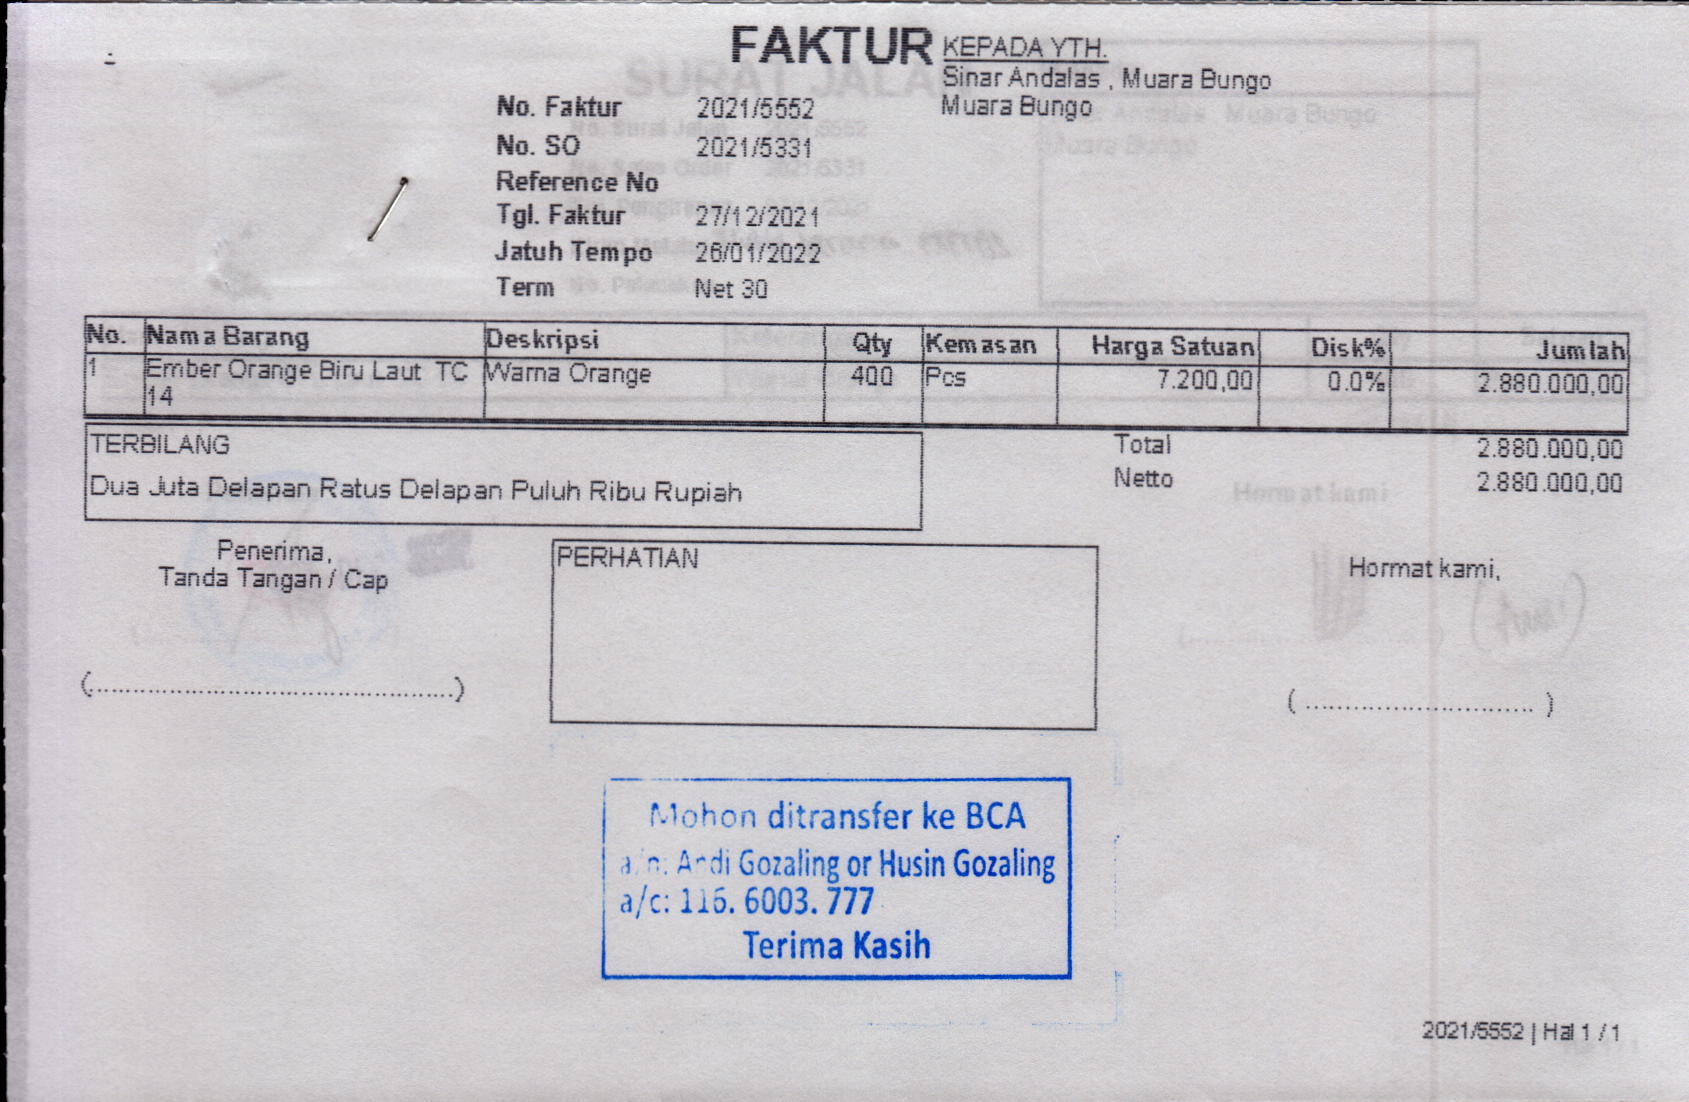 FAKTUR
KEPADA YTH.
Sinar Andalas , Muara Bungo
Muara Bungo
No. Faktur 2021/5552
No. SO 2021/5331
Reference No
Tgl. Faktur 27/12/2021
Jatuh Tempo 26/01/2022
Term Net 30
No. Nama Barang Deskripsi Qty Kemasan Harga Satuan Disk% Jumlah
1 Ember Orange Biru Laut TC Warna Orange 400 Pcs 7.200,00 0.0% 2.880.000,00
14
TERBILANG
Dua Juta Delapan Ratus Delapan Puluh Ribu Rupiah
Total 2.880.000,00
Netto 2.880.000,00
Penerima,
Tanda Tangan / Cap
(................................................)
PERHATIAN
Hormat kami,
( ............................. )
Mohon ditransfer ke BCA
a/n: Andi Gozaling or Husin Gozaling
a/c: 116. 6003. 777
Terima Kasih
2021/5552 | Hal 1 / 1